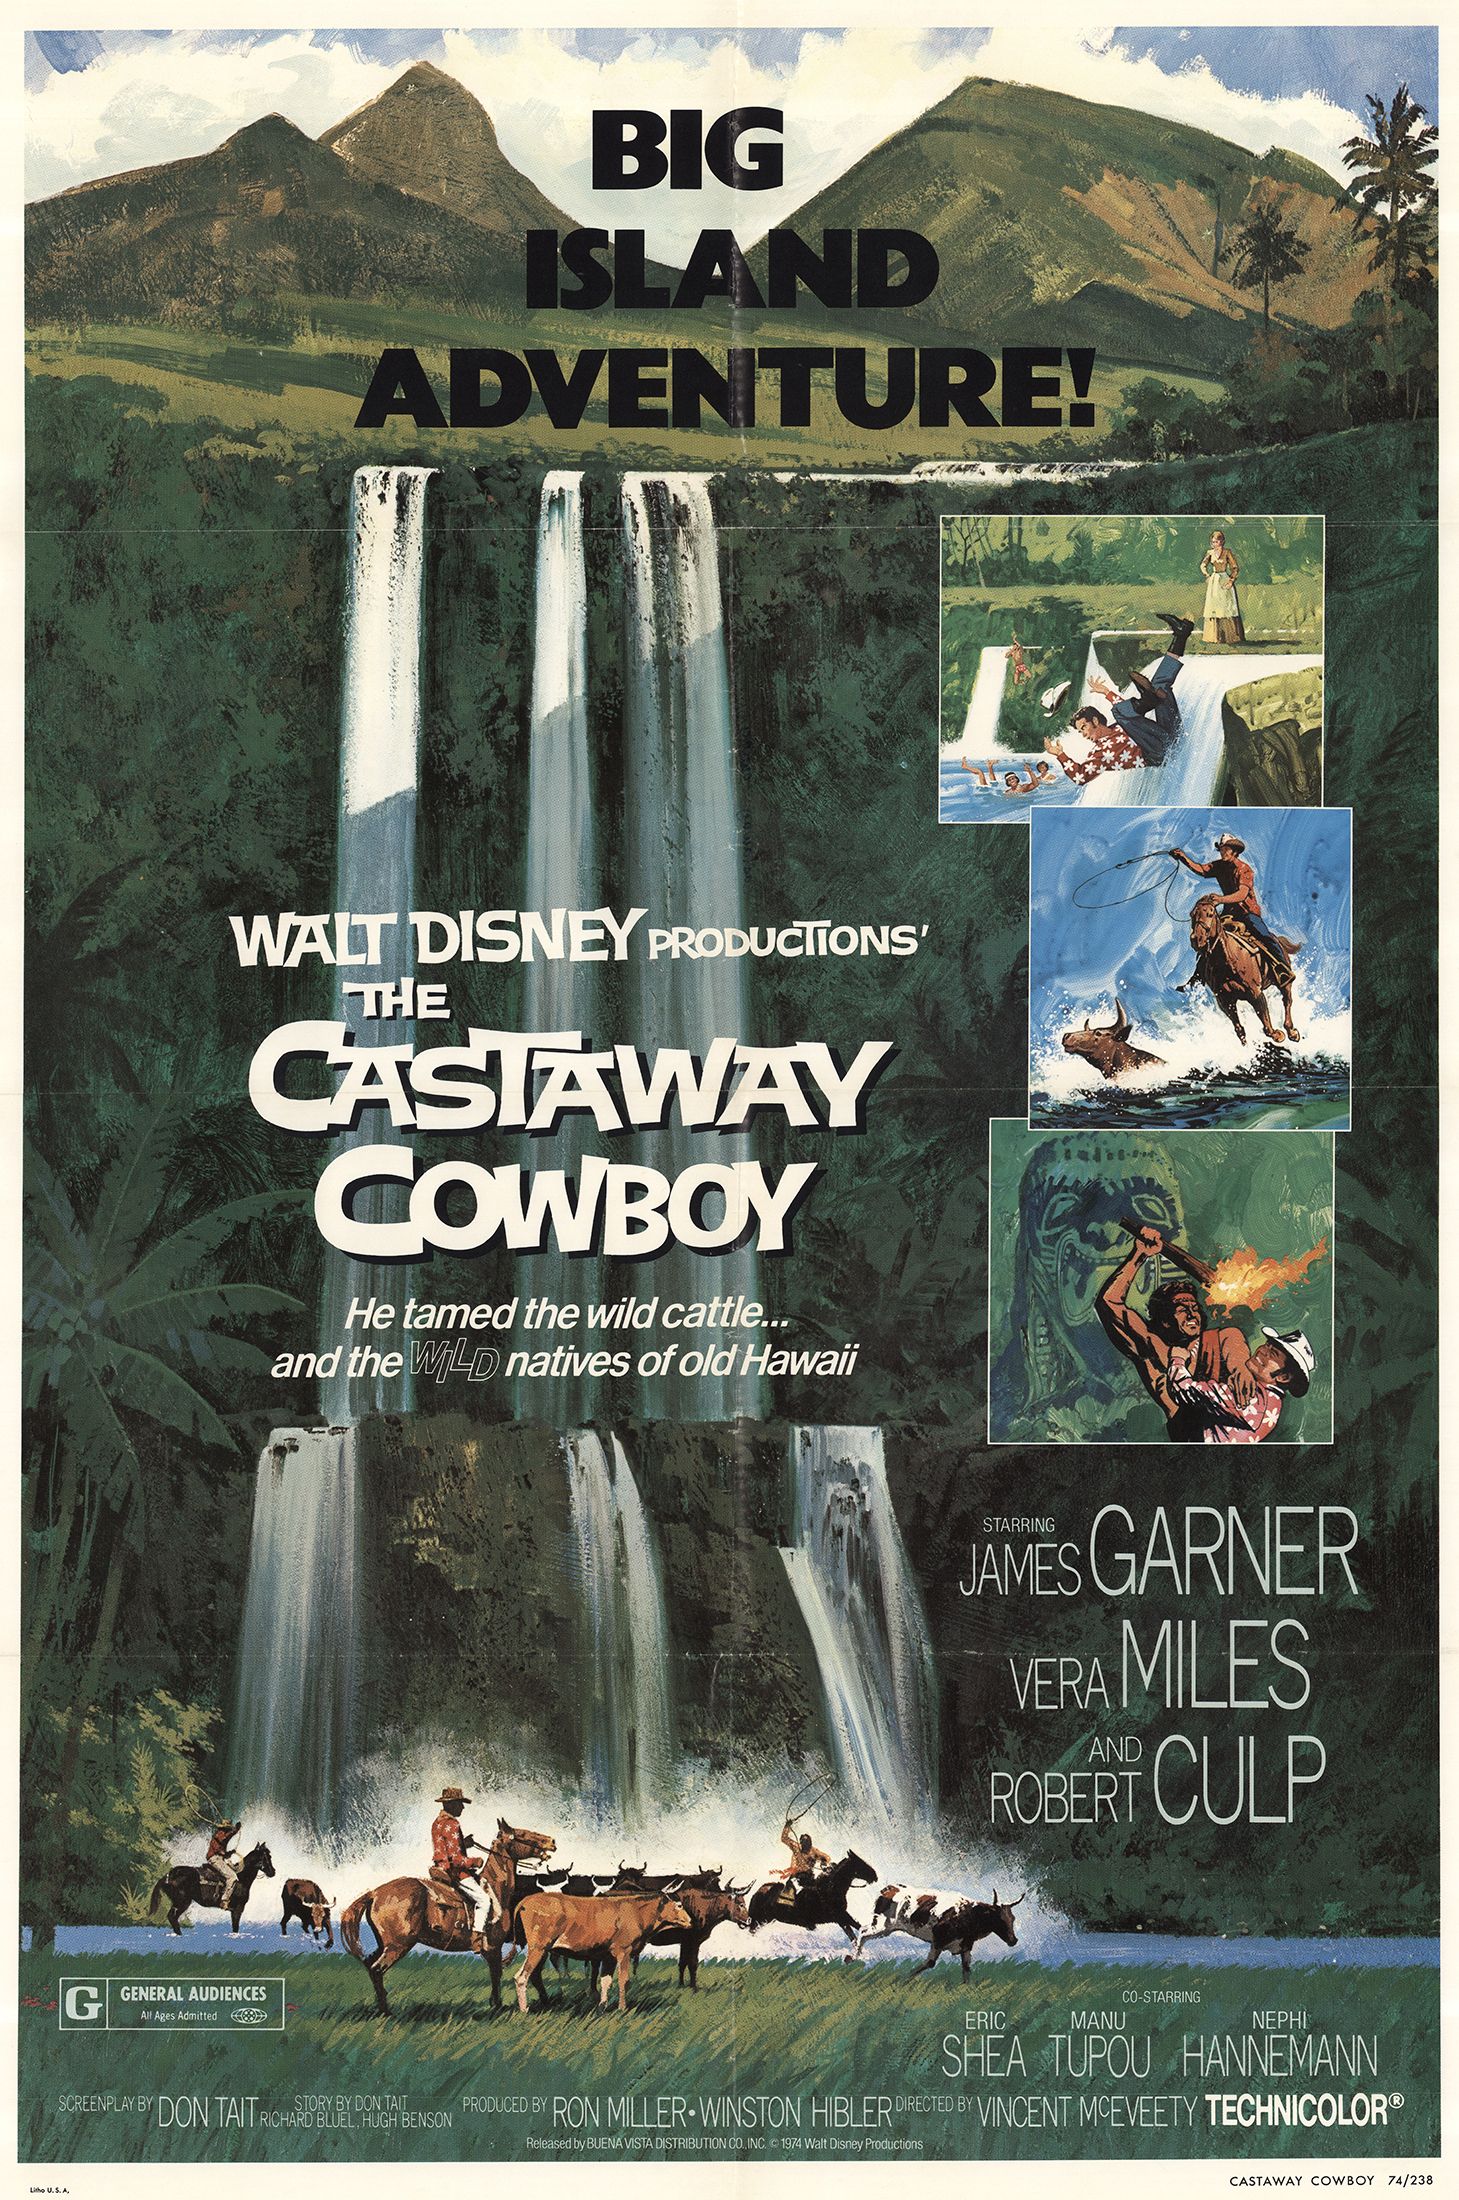 BIG
ISLAND
ADVENTURE!
WALT DISNEY PRODUCTIONS'
THE
CASTAWAY
COWBOY
He tamed the wild cattle...
and the WILD natives of old Hawaii
STARRING
JAMES GARNER
VERA MILES
AND
ROBERT CULP
G GENERAL AUDIENCES
All Ages Admitted
CO-STARRING
ERIC SHEA MANU TUPOU NEPHI HANNEMANN
SCREENPLAY BY DON TAIT STORY BY DON TAIT RICHARD BLUEL, HUGH BENSON PRODUCED BY RON MILLER • WINSTON HIBLER DIRECTED BY VINCENT McEVEETY TECHNICOLOR®
Released by BUENA VISTA DISTRIBUTION CO., INC. © 1974 Walt Disney Productions
Litho U.S.A.
CASTAWAY COWBOY 74/238